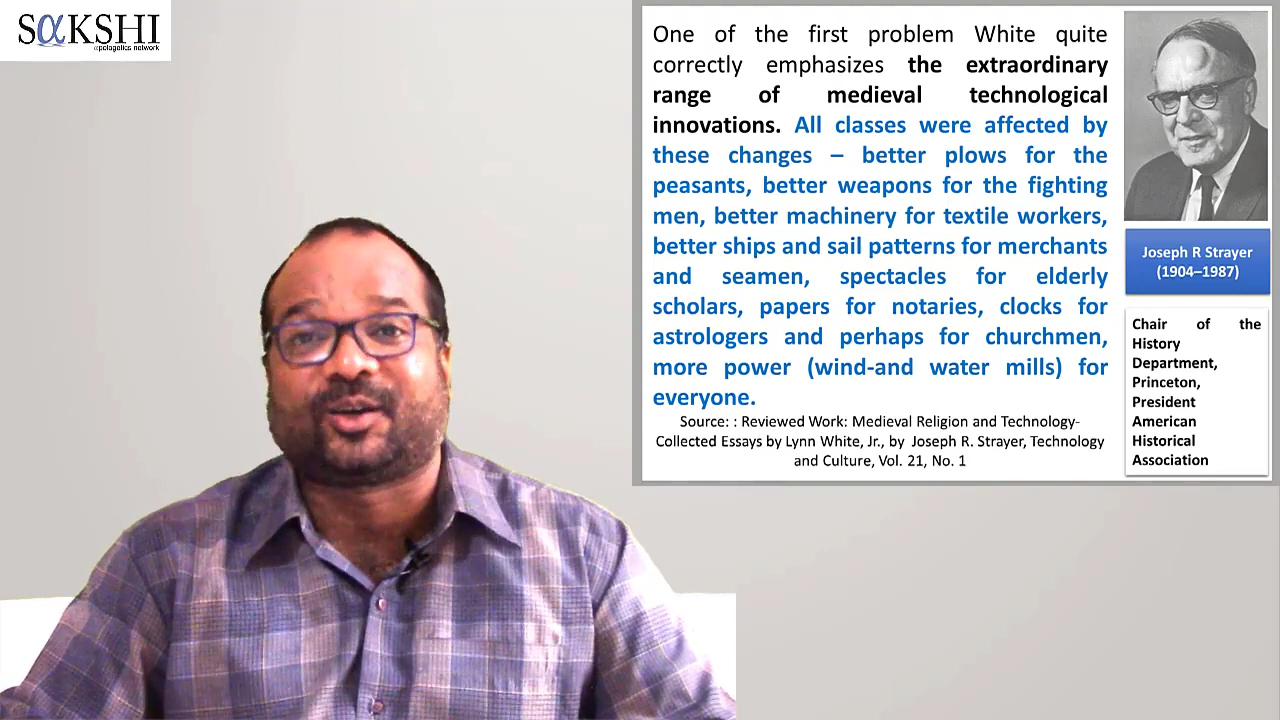 SαKSHI
apologetics network
One of the first problem White quite
correctly emphasizes the extraordinary
range of medieval technological
innovations. All classes were affected by
these changes – better plows for the
peasants, better weapons for the fighting
men, better machinery for textile workers,
better ships and sail patterns for merchants
and seamen, spectacles for elderly
scholars, papers for notaries, clocks for
astrologers and perhaps for churchmen,
more power (wind-and water mills) for
everyone.
Source: : Reviewed Work: Medieval Religion and Technology-
Collected Essays by Lynn White, Jr., by Joseph R. Strayer, Technology
and Culture, Vol. 21, No. 1
Joseph R Strayer
(1904–1987)
Chair of the
History
Department,
Princeton,
President
American
Historical
Association